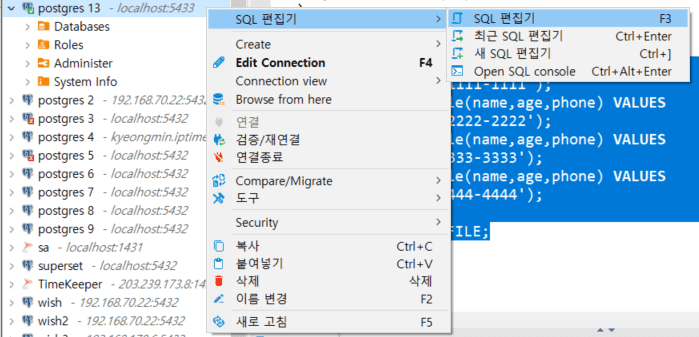 postgres 13 - localhost:5433
Databases
Roles
Administer
System Info
postgres 2 - 192.168.70.22:5432
postgres 3 - localhost:5432
postgres 4 - kyeongmin.iptime
postgres 5 - localhost:5432
postgres 6 - localhost:5432
postgres 7 - localhost:5432
postgres 8 - localhost:5432
postgres 9 - localhost:5432
sa - localhost:1431
superset - localhost:5432
TimeKeeper - 203.239.173.8:14
wish - 192.168.70.22:5432
wish2 - 192.168.70.22:5432
SQL 편집기
Create
Edit Connection F4
Connection view
Browse from here
연결
검증/재연결
연결종료
Compare/Migrate
도구
Security
복사 Ctrl+C
붙여넣기 Ctrl+V
삭제 삭제
이름 변경 F2
새로 고침 F5
SQL 편집기 F3
최근 SQL 편집기 Ctrl+Enter
새 SQL 편집기 Ctrl+]
Open SQL console Ctrl+Alt+Enter
1111-1111');
le(name,age,phone) VALUES
2222-2222');
le(name,age,phone) VALUES
333-3333');
le(name,age,phone) VALUES
444-4444');
FILE;